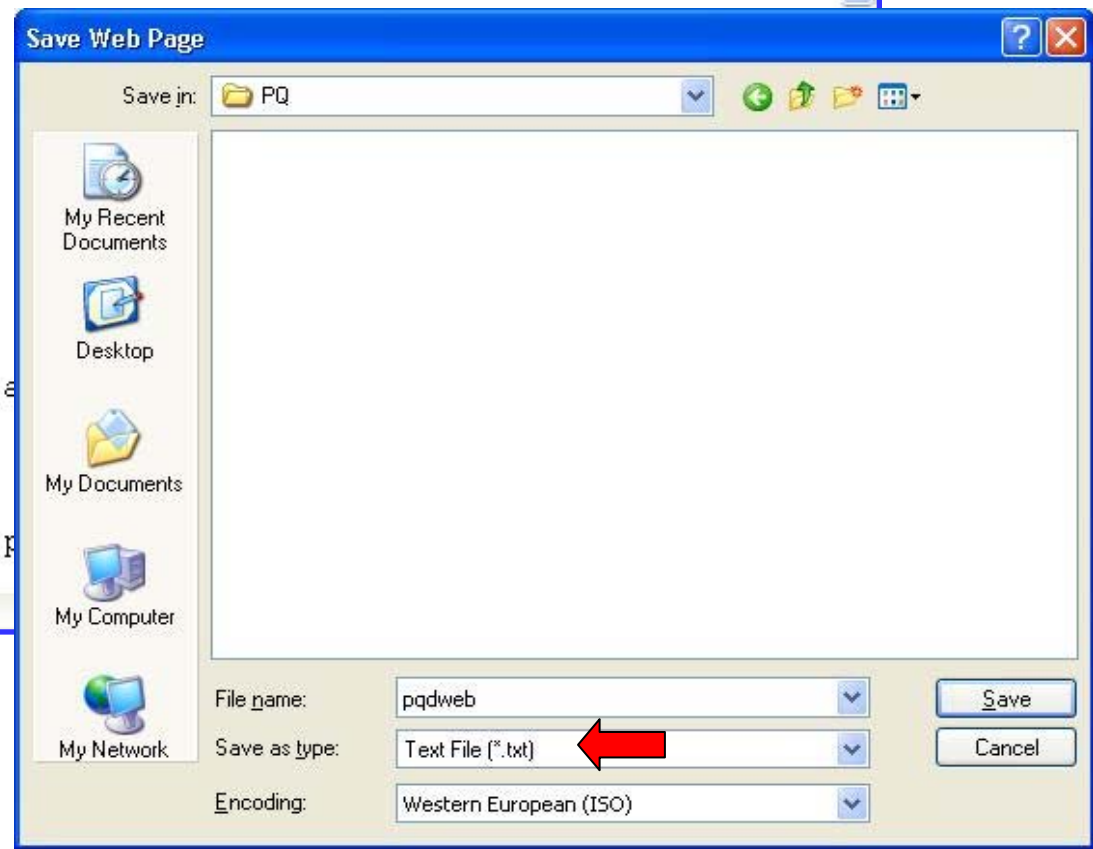 Save Web Page
Save in: PQ
My Recent
Documents
Desktop
a
My Documents
p
My Computer
My Network
File name: pqdweb
Save
Save as type: Text File (*.txt)
Cancel
Encoding: Western European (ISO)